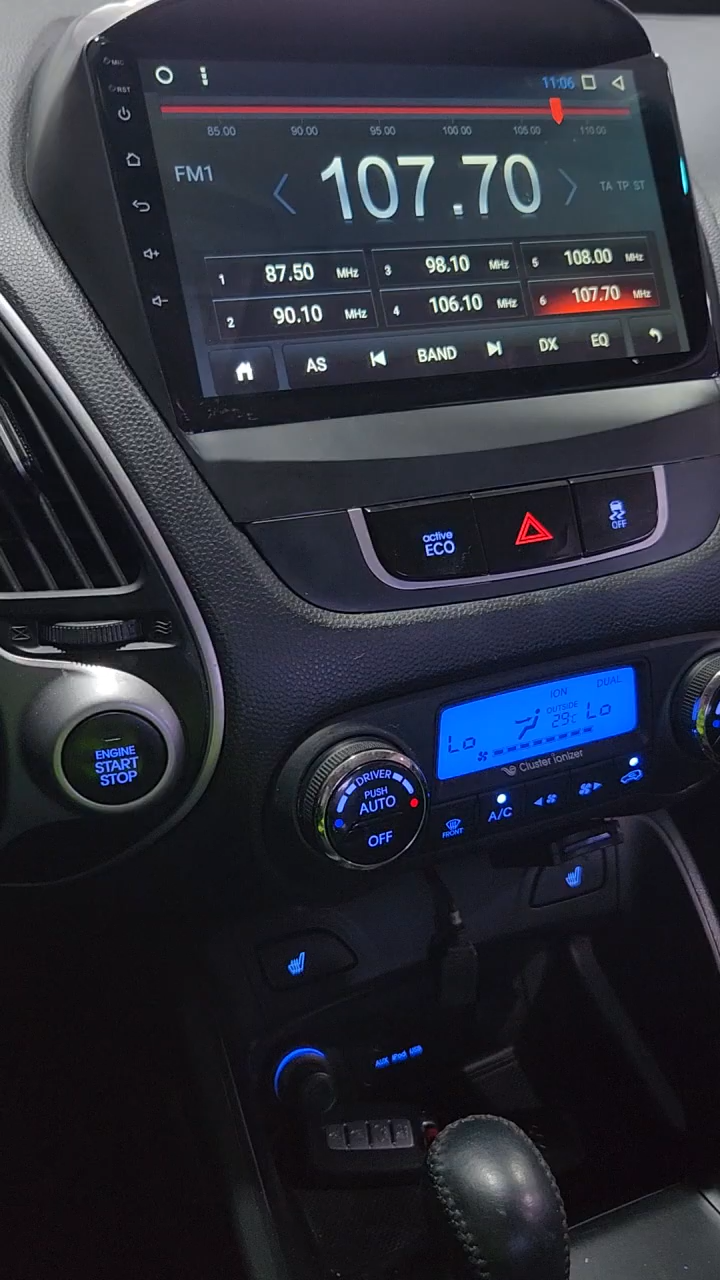 MIC
11:06
RST
85.00 90.00 95.00 100.00 105.00 110.00
FM1
107.70
TA TP ST
1 87.50 MHz 3 98.10 MHz 5 108.00 MHz
2 90.10 MHz 4 106.10 MHz 6 107.70 MHz
AS BAND DX EQ
active
ECO
OFF
ENGINE
START
STOP
ION DUAL
OUTSIDE
Lo 29°C Lo
Cluster ionizer
DRIVER
PUSH
AUTO
OFF
FRONT
A/C
AUX iPod USB